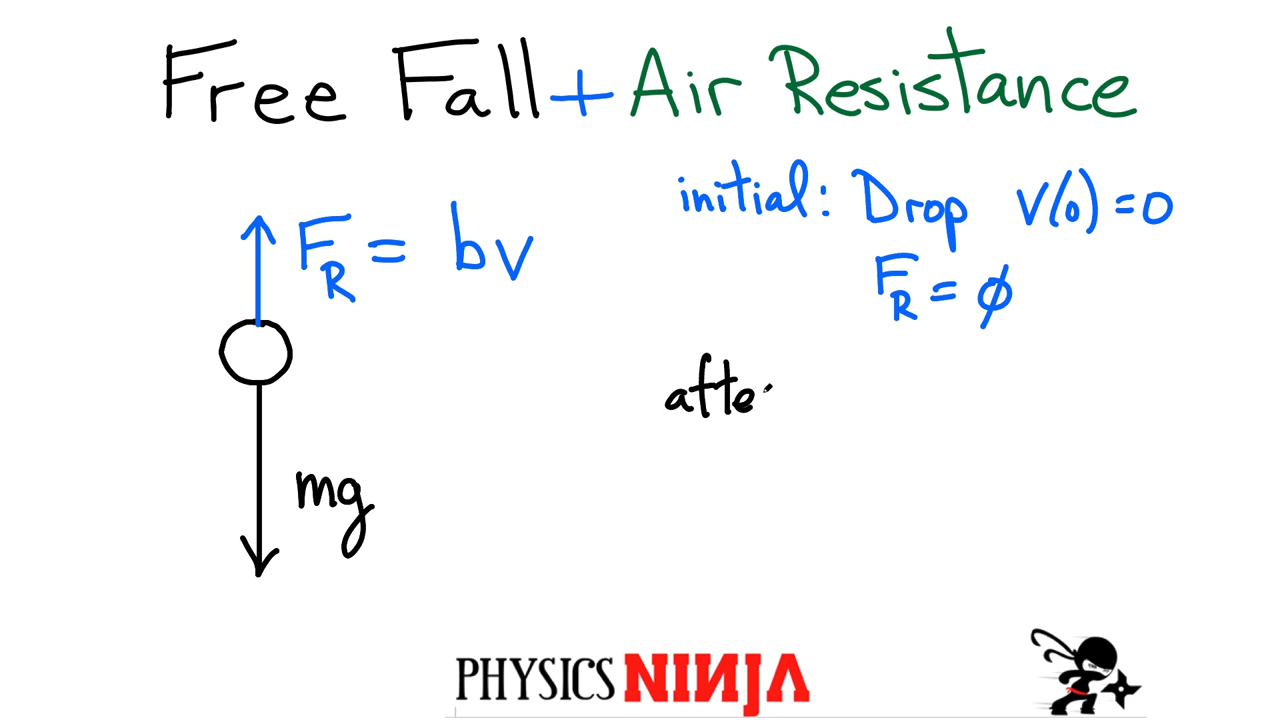 Free Fall + Air Resistance
initial: Drop v(0) = 0
F_R = bv
F_R = ϕ
afte
mg
PHYSICS NINJA